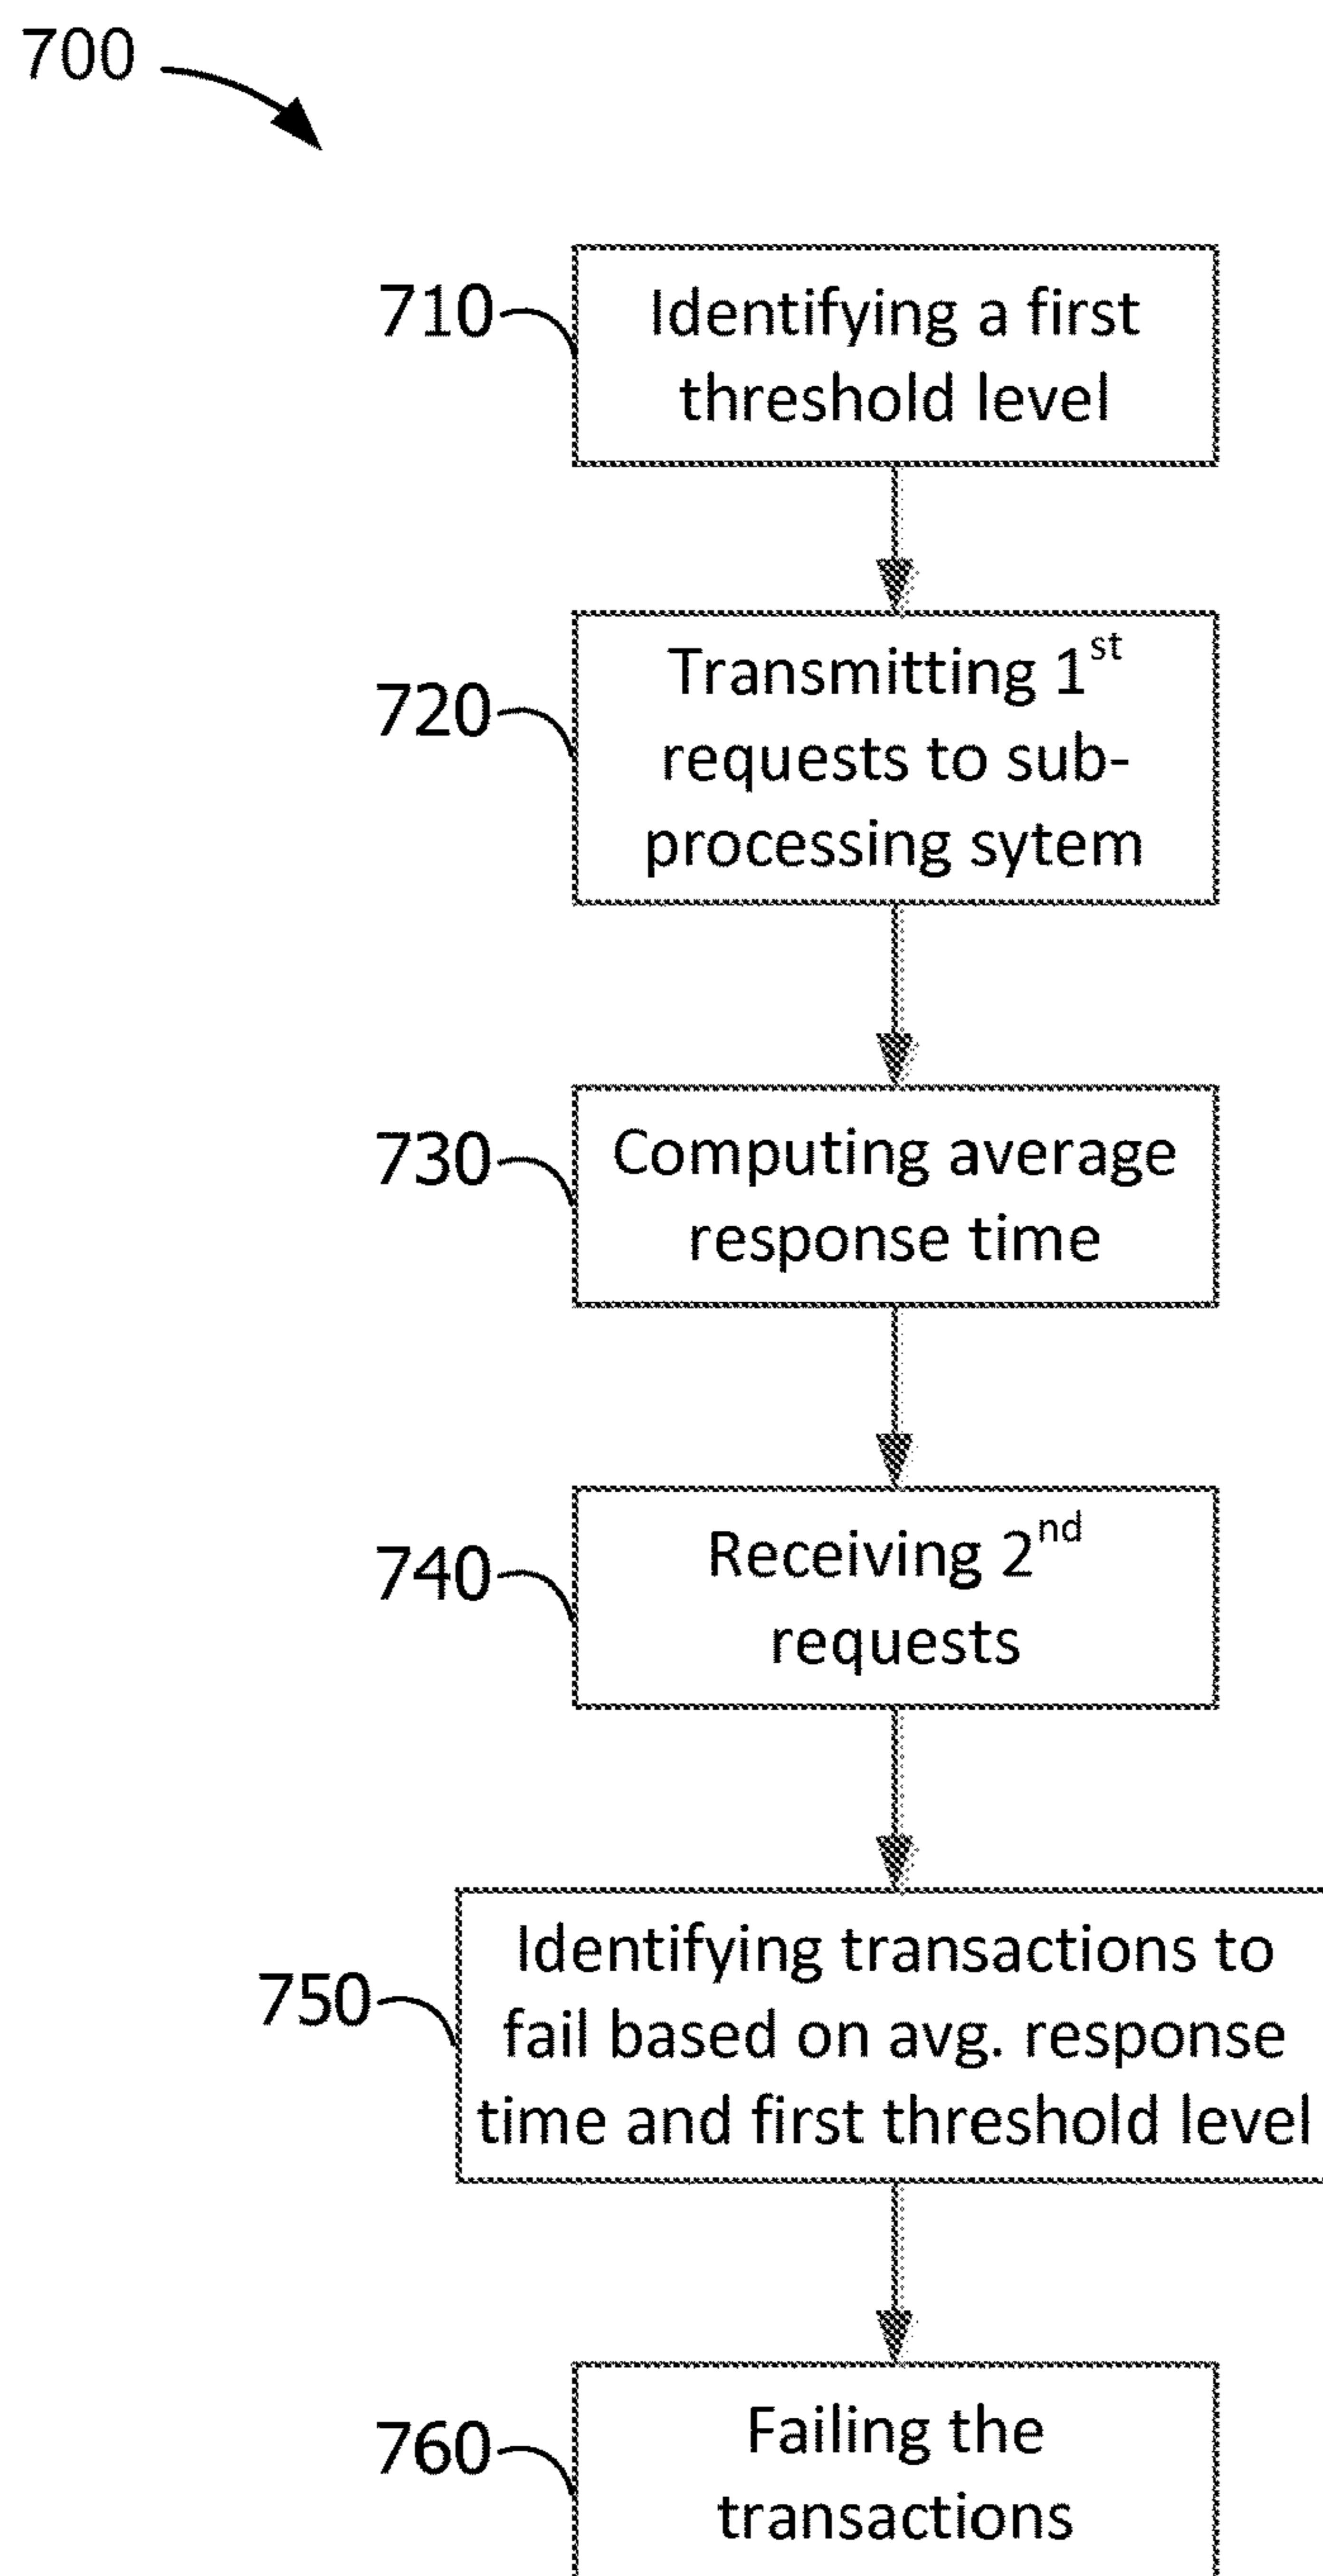 700
710
Identifying a first
threshold level
720
Transmitting 1st
requests to sub-
processing sytem
730
Computing average
response time
740
Receiving 2nd
requests
750
Identifying transactions to
fail based on avg. response
time and first threshold level
760
Failing the
transactions